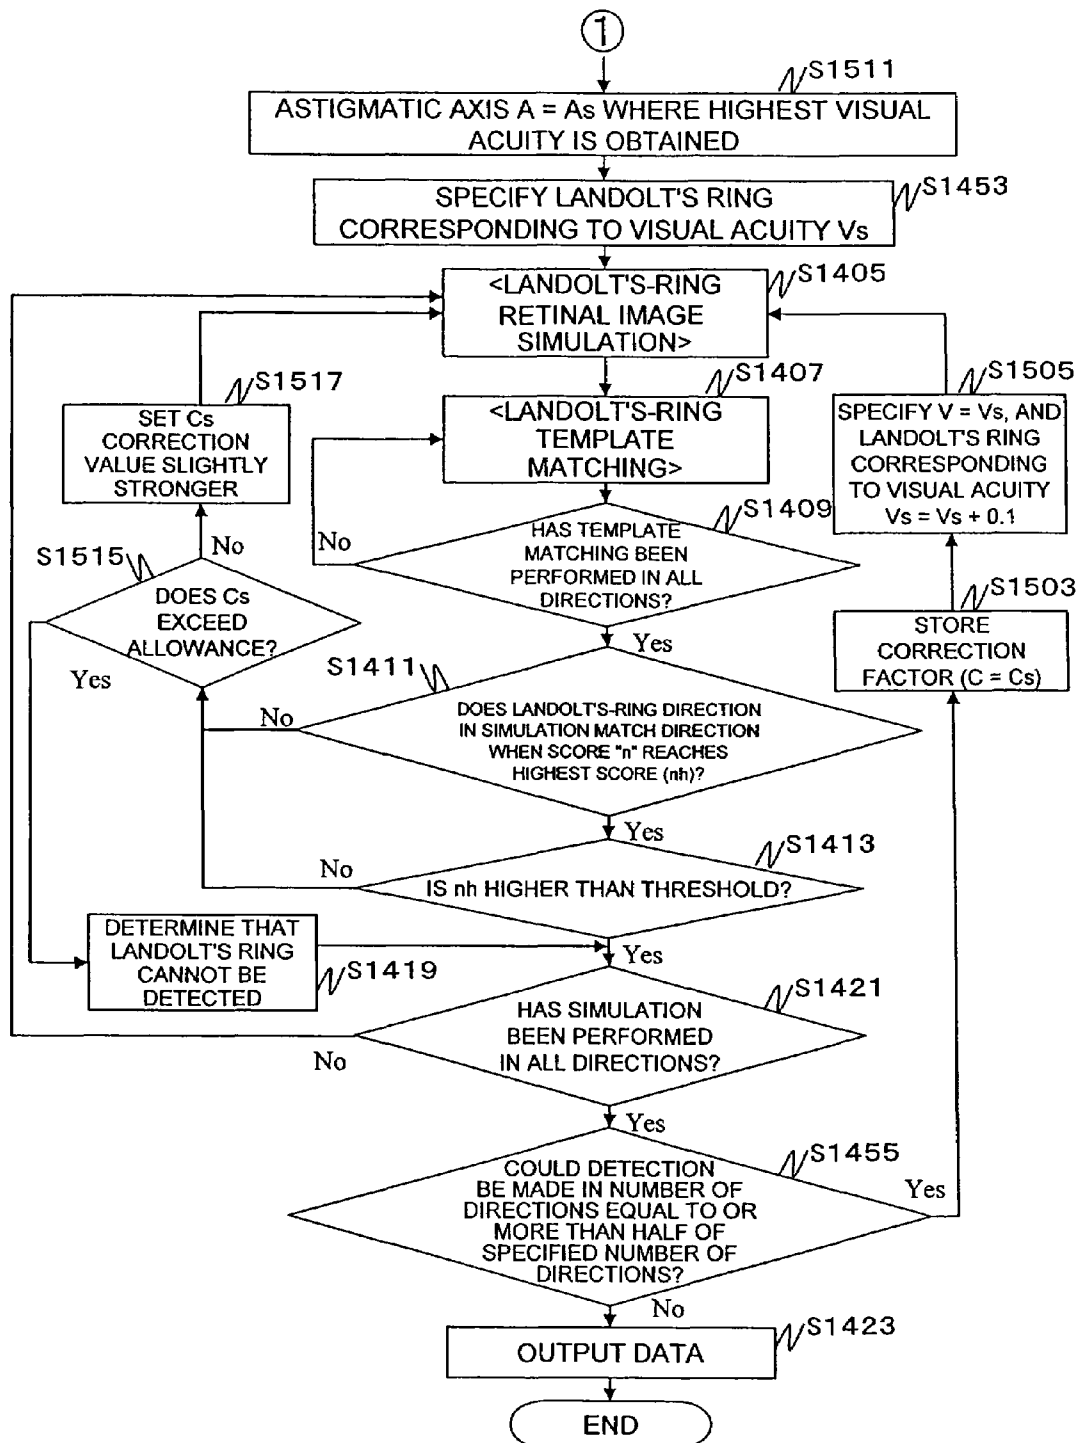 1
S1511
ASTIGMATIC AXIS A = As WHERE HIGHEST VISUAL
ACUITY IS OBTAINED
S1453
SPECIFY LANDOLT'S RING
CORRESPONDING TO VISUAL ACUITY Vs
S1405
<LANDOLT'S-RING
RETINAL IMAGE
SIMULATION>
S1517
SET Cs
CORRECTION
VALUE SLIGHTLY
STRONGER
S1407
<LANDOLT'S-RING
TEMPLATE
MATCHING>
S1505
SPECIFY V = Vs, AND
LANDOLT'S RING
CORRESPONDING
TO VISUAL ACUITY
Vs = Vs + 0.1
S1409
No
HAS TEMPLATE
MATCHING BEEN
PERFORMED IN ALL
DIRECTIONS?
Yes
S1515
No
DOES Cs
EXCEED
ALLOWANCE?
Yes
S1503
STORE
CORRECTION
FACTOR (C = Cs)
S1411
No
DOES LANDOLT'S-RING DIRECTION
IN SIMULATION MATCH DIRECTION
WHEN SCORE "n" REACHES
HIGHEST SCORE (nh)?
Yes
S1413
No
IS nh HIGHER THAN THRESHOLD?
Yes
DETERMINE THAT
LANDOLT'S RING
CANNOT BE
DETECTED
S1419
S1421
HAS SIMULATION
BEEN PERFORMED
IN ALL DIRECTIONS?
No
Yes
S1455
COULD DETECTION
BE MADE IN NUMBER OF
DIRECTIONS EQUAL TO OR
MORE THAN HALF OF
SPECIFIED NUMBER OF
DIRECTIONS?
Yes
No
S1423
OUTPUT DATA
END